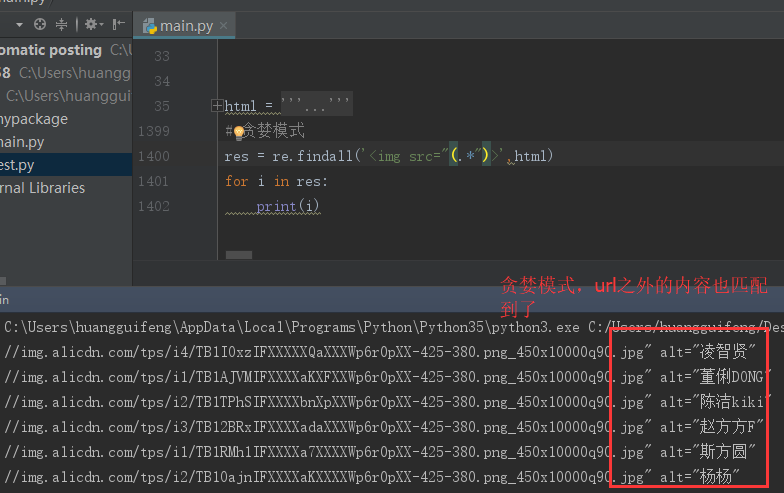 main.py
omatic posting C:\U
58 C:\Users\huangg
C:\Users\huanggui
mypackage
main.py
est.py
ernal Libraries
main.py ×
33
34
35 html = '''...'''
1399 # 贪婪模式
1400 res = re.findall('<img src="(.*")>',html)
1401 for i in res:
1402 print(i)
贪婪模式，url之外的内容也匹配
到了
in
C:\Users\huangguifeng\AppData\Local\Programs\Python\Python35\python3.exe C:/Users/huangguifeng/Des
//img.alicdn.com/tps/i4/TB1I0xzIFXXXXXQaXXXWp6r0pXX-425-380.png_450x10000q90.jpg" alt="凌智贤"
//img.alicdn.com/tps/i1/TB1AJVMIFXXXXaKXFXXWp6r0pXX-425-380.png_450x10000q90.jpg" alt="董俐DONG"
//img.alicdn.com/tps/i2/TB1TPhSIFXXXXbnXpXXWp6r0pXX-425-380.png_450x10000q90.jpg" alt="陈洁kiki"
//img.alicdn.com/tps/i3/TB12BRxIFXXXXadaXXXWp6r0pXX-425-380.png_450x10000q90.jpg" alt="赵方方F"
//img.alicdn.com/tps/i1/TB1RMh1IFXXXXa7XXXXWp6r0pXX-425-380.png_450x10000q90.jpg" alt="斯方圆"
//img.alicdn.com/tps/i2/TB10ajnIFXXXXaKXXXXWp6r0pXX-425-380.png_450x10000q90.jpg" alt="杨杨"